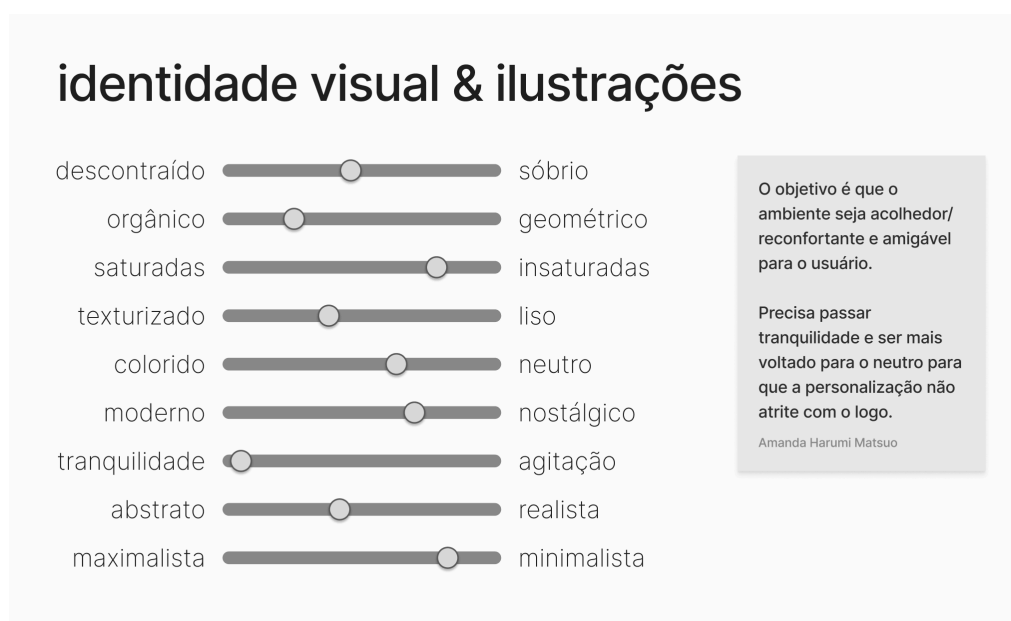 identidade visual & ilustrações
descontraído sóbrio
orgânico geométrico
saturadas insaturadas
texturizado liso
colorido neutro
moderno nostálgico
tranquilidade agitação
abstrato realista
maximalista minimalista
O objetivo é que o
ambiente seja acolhedor/
reconfortante e amigável
para o usuário.
Precisa passar
tranquilidade e ser mais
voltado para o neutro para
que a personalização não
atrite com o logo.
Amanda Harumi Matsuo